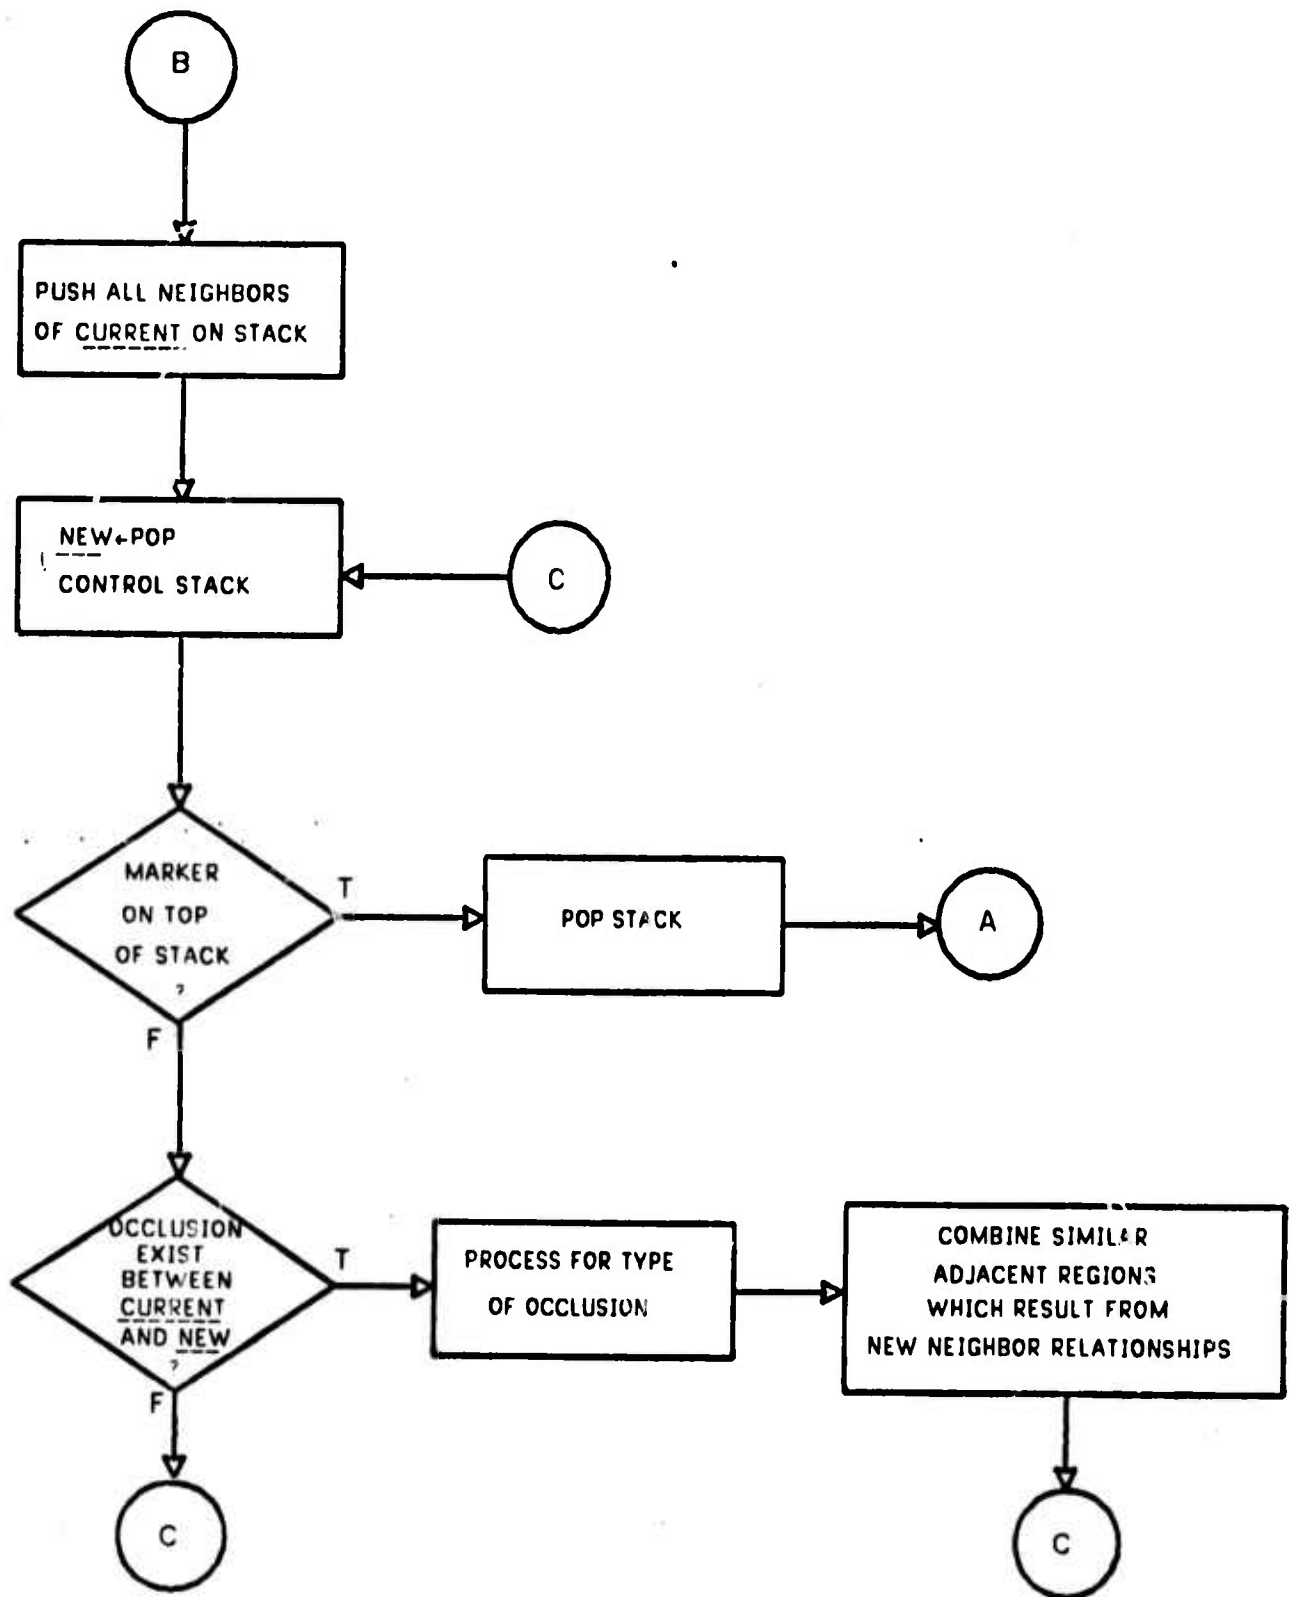 B
PUSH ALL NEIGHBORS
OF CURRENT ON STACK
NEW←POP
CONTROL STACK
C
MARKER
ON TOP
OF STACK
?
T
POP STACK
A
F
OCCLUSION
EXIST
BETWEEN
CURRENT
AND NEW
?
T
PROCESS FOR TYPE
OF OCCLUSION
COMBINE SIMILAR
ADJACENT REGIONS
WHICH RESULT FROM
NEW NEIGHBOR RELATIONSHIPS
F
C
C